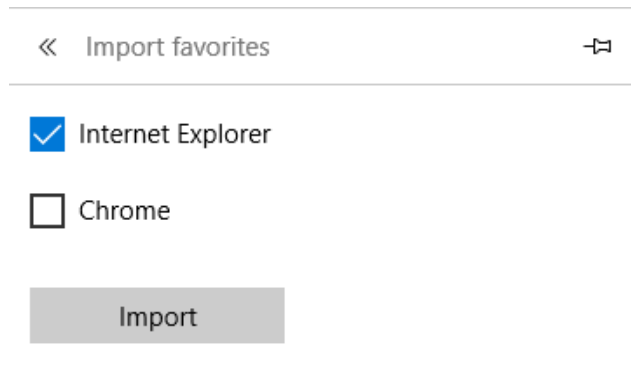 Import favorites
Internet Explorer
Chrome
Import